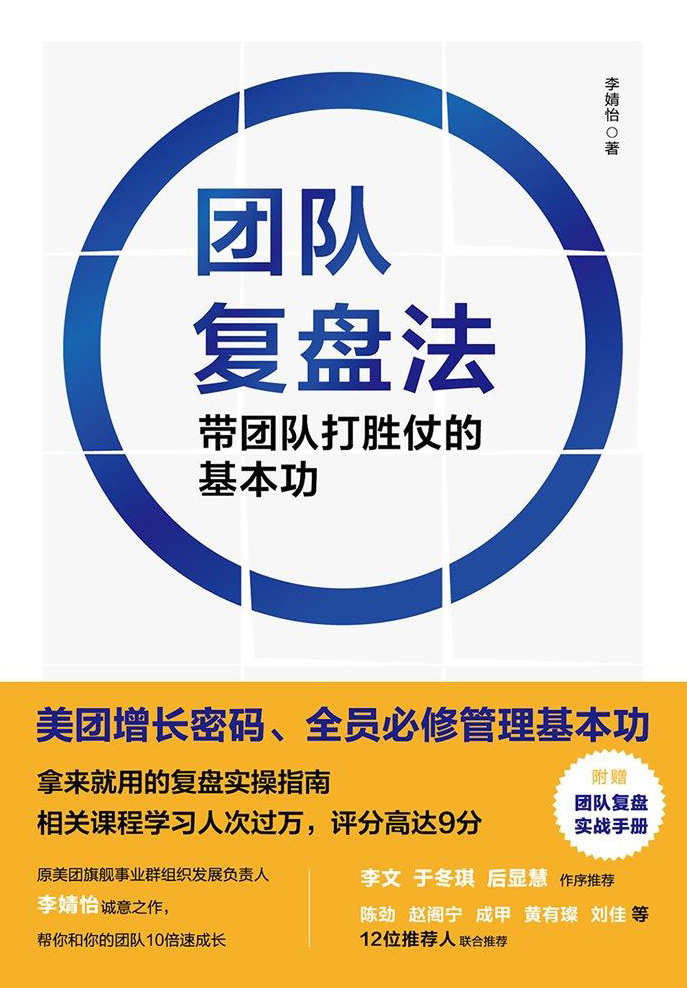 李婧怡○著
团队
复盘法
带团队打胜仗的
基本功
美团增长密码、全员必修管理基本功
拿来就用的复盘实操指南
相关课程学习人次过万，评分高达9分
附赠
团队复盘
实战手册
原美团旗舰事业群组织发展负责人
李婧怡诚意之作，
帮你和你的团队10倍速成长
李文 于冬琪 后显慧 作序推荐
陈劲 赵阁宁 成甲 黄有璨 刘佳 等
12位推荐人 联合推荐